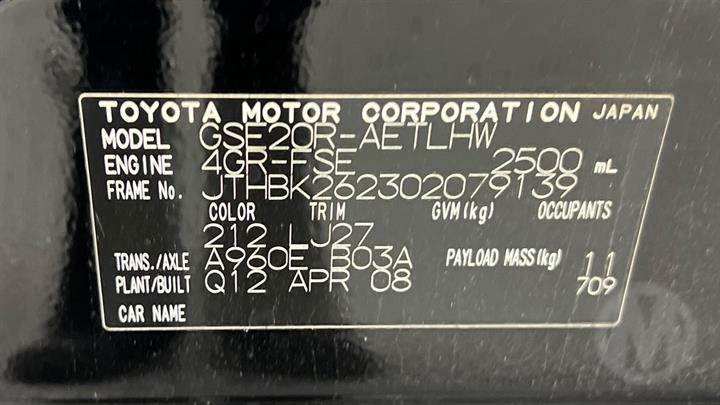 TOYOTA MOTOR CORPORATION JAPAN
MODEL GSE20R-AETLHW
ENGINE 4GR-FSE 2500 mL
FRAME No. JTHBK262302079139
COLOR TRIM GVM(kg) OCCUPANTS
212 LJ27
TRANS./AXLE A960E B03A PAYLOAD MASS(kg) 11
PLANT/BUILT Q12 APR 08 709
CAR NAME
M